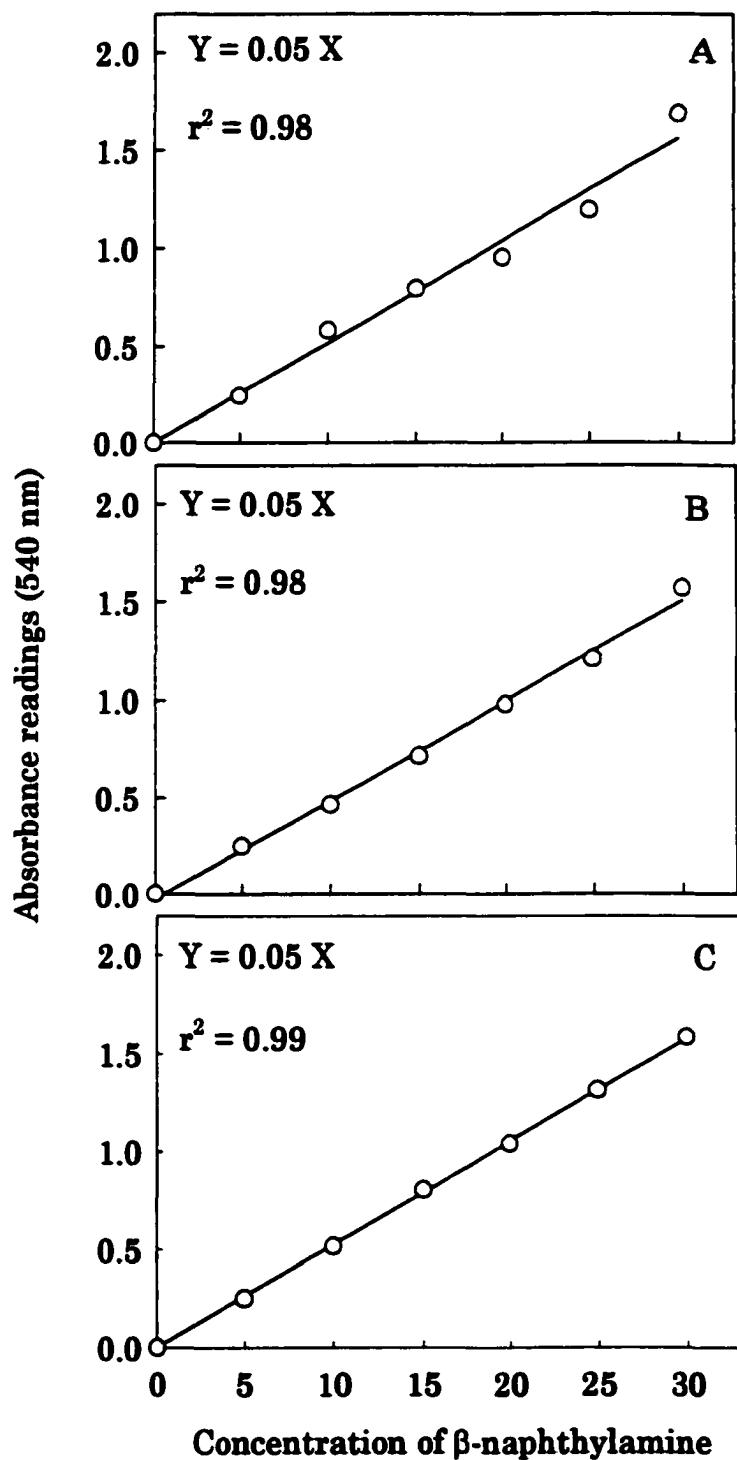 Absorbance readings (540 nm)
Y = 0.05 X
A
r² = 0.98
2.0
1.5
1.0
0.5
0.0
Y = 0.05 X
B
r² = 0.98
2.0
1.5
1.0
0.5
0.0
Y = 0.05 X
C
r² = 0.99
2.0
1.5
1.0
0.5
0.0
0 5 10 15 20 25 30
Concentration of β-naphthylamine